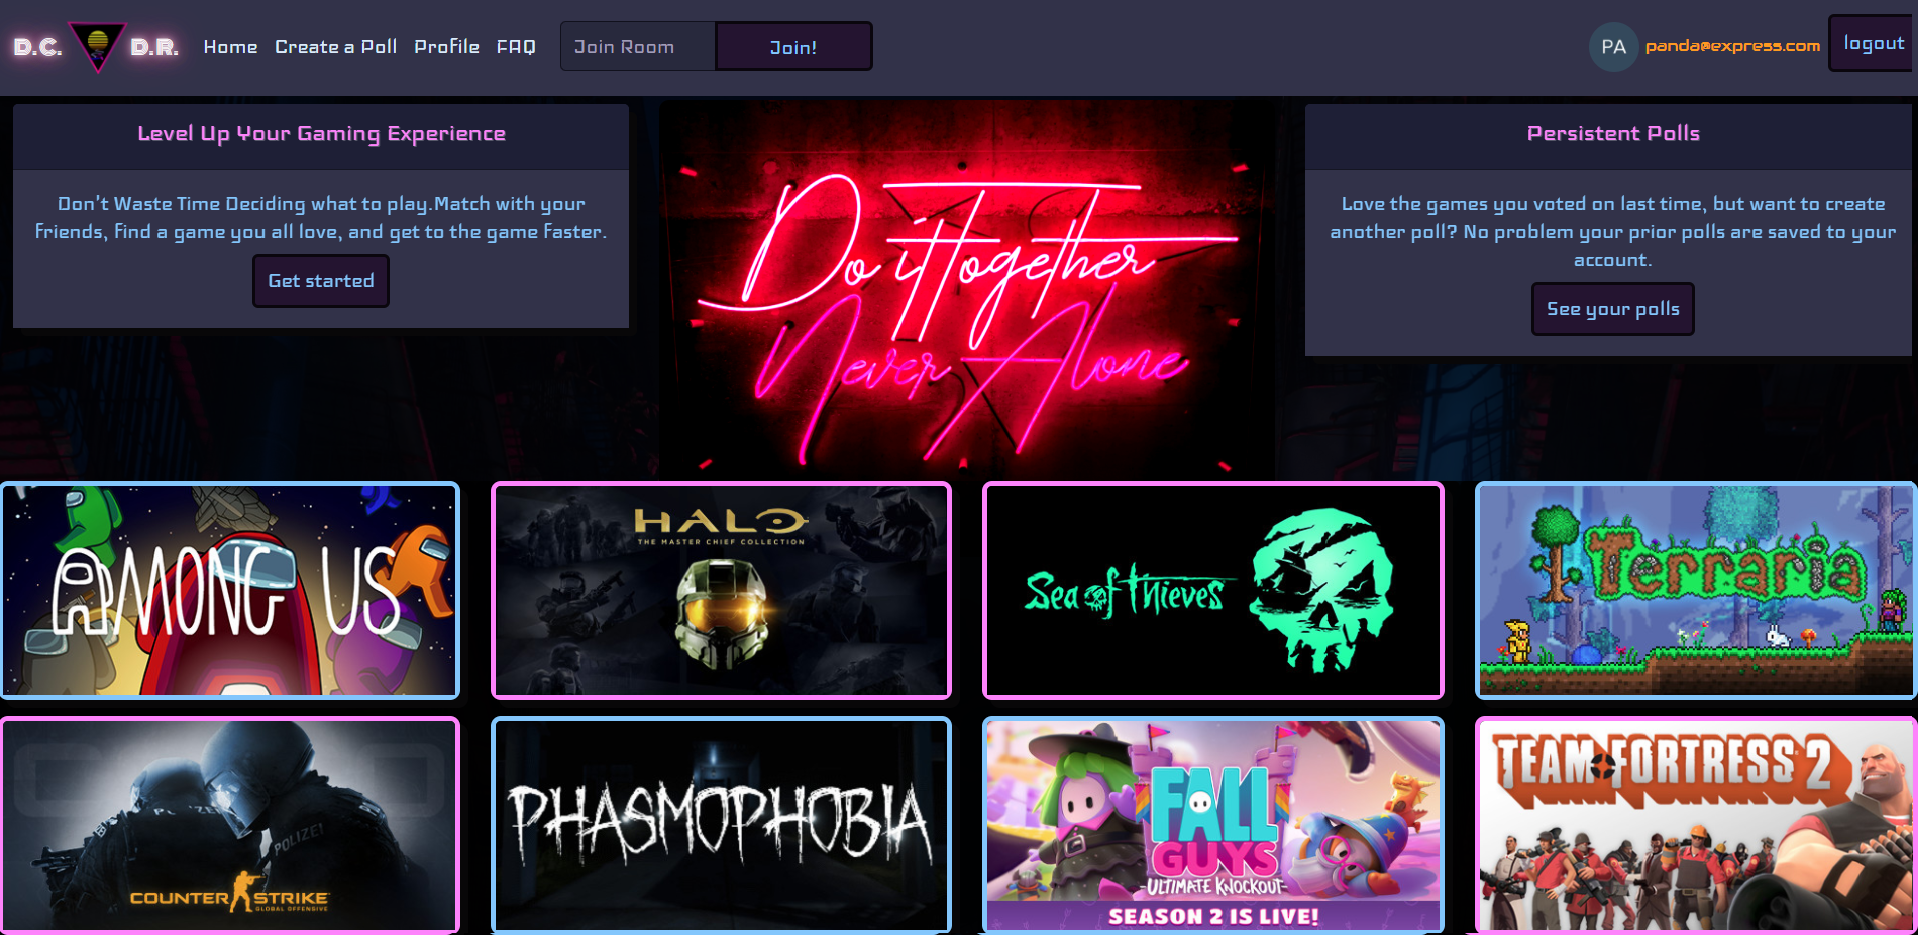 D.C. D.R. Home Create a Poll Profile FAQ Join Room Join! PA panda@express.com logout
Level Up Your Gaming Experience
Don't Waste Time Deciding what to play.Match with your
Friends, Find a game you all love, and get to the game Faster.
Get started
Do it together
Never Alone
Persistent Polls
Love the games you voted on last time, but want to create
another poll? No problem your prior polls are saved to your
account.
See your polls
AMONG US
HALO
THE MASTER CHIEF COLLECTION
Sea of Thieves
Terraria
POLIZEI
COUNTER STRIKE
GLOBAL OFFENSIVE
PHASMOPHOBIA
FALL
GUYS
ULTIMATE KNOCKOUT
SEASON 2 IS LIVE!
TEAM FORTRESS 2